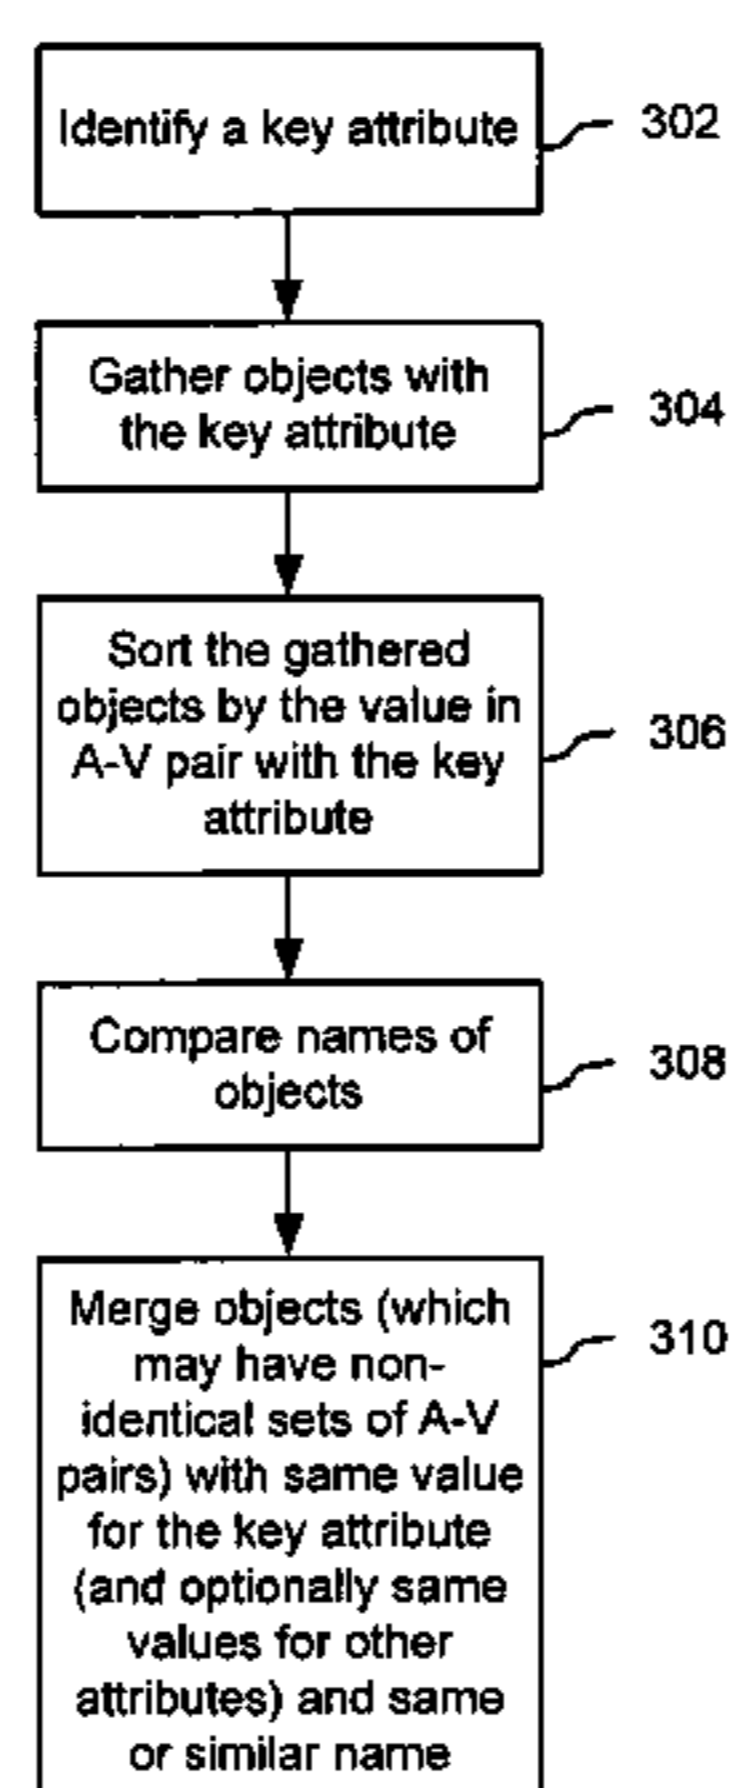 Identify a key attribute
302
Gather objects with
the key attribute
304
Sort the gathered
objects by the value in
A-V pair with the key
attribute
306
Compare names of
objects
308
Merge objects (which
may have non-
identical sets of A-V
pairs) with same value
for the key attribute
(and optionally same
values for other
attributes) and same
or similar name
310